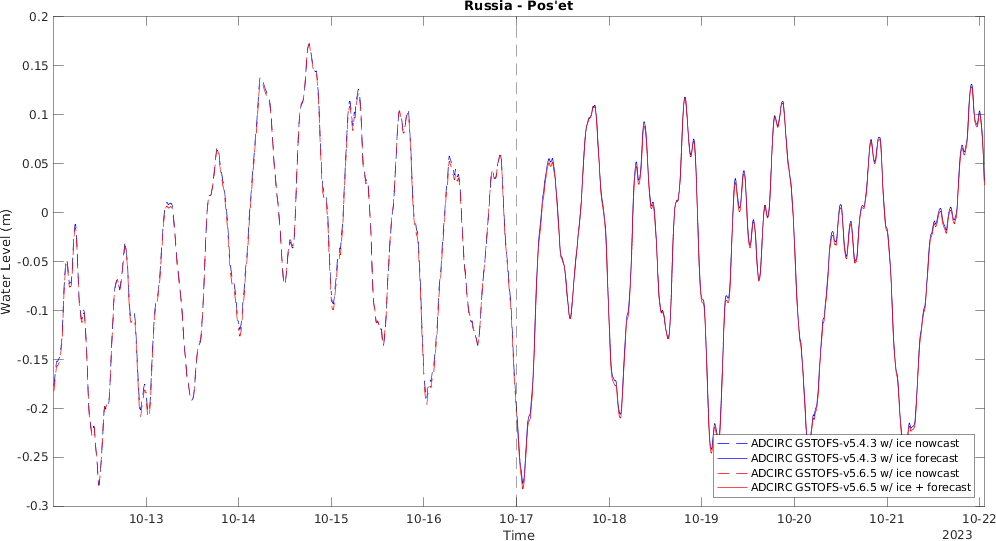 Russia - Pos'et
0.2
0.15
0.1
0.05
0
-0.05
-0.1
-0.15
-0.2
-0.25
-0.3
Water Level (m)
ADCIRC GSTOFS-v5.4.3 w/ ice nowcast
ADCIRC GSTOFS-v5.4.3 w/ ice forecast
ADCIRC GSTOFS-v5.6.5 w/ ice nowcast
ADCIRC GSTOFS-v5.6.5 w/ ice + forecast
10-13 10-14 10-15 10-16 10-17 10-18 10-19 10-20 10-21 10-22
Time
2023